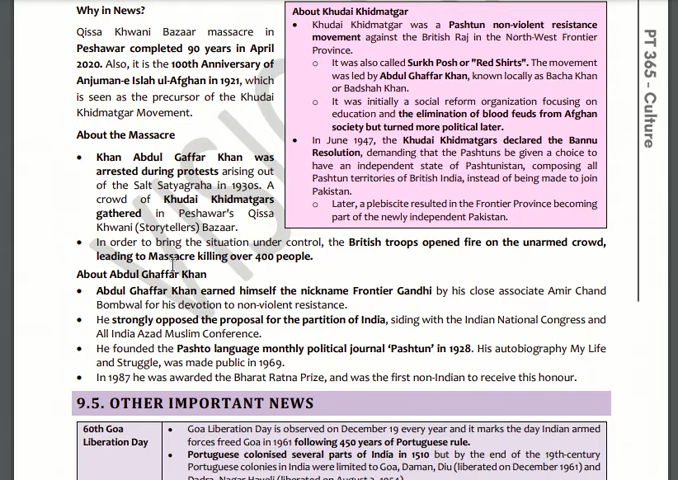 Why in News?
Qissa Khwani Bazaar massacre in
Peshawar completed 90 years in April
2020. Also, it is the 100th Anniversary of
Anjuman-e Islah ul-Afghan in 1921, which
is seen as the precursor of the Khudai
Khidmatgar Movement.
About the Massacre
• Khan Abdul Gaffar Khan was
arrested during protests arising out
of the Salt Satyagraha in 1930s. A
crowd of Khudai Khidmatgars
gathered in Peshawar's Qissa
Khwani (Storytellers) Bazaar.
About Khudai Khidmatgar
• Khudai Khidmatgar was a Pashtun non-violent resistance
movement against the British Raj in the North-West Frontier
Province.
o It was also called Surkh Posh or "Red Shirts". The movement
was led by Abdul Ghaffar Khan, known locally as Bacha Khan
or Badshah Khan.
o It was initially a social reform organization focusing on
education and the elimination of blood feuds from Afghan
society but turned more political later.
• In June 1947, the Khudai Khidmatgars declared the Bannu
Resolution, demanding that the Pashtuns be given a choice to
have an independent state of Pashtunistan, composing all
Pashtun territories of British India, instead of being made to join
Pakistan.
o Later, a plebiscite resulted in the Frontier Province becoming
part of the newly independent Pakistan.
• In order to bring the situation under control, the British troops opened fire on the unarmed crowd,
leading to Massacre killing over 400 people.
About Abdul Ghaffar Khan
• Abdul Ghaffar Khan earned himself the nickname Frontier Gandhi by his close associate Amir Chand
Bombwal for his devotion to non-violent resistance.
• He strongly opposed the proposal for the partition of India, siding with the Indian National Congress and
All India Azad Muslim Conference.
• He founded the Pashto language monthly political journal 'Pashtun' in 1928. His autobiography My Life
and Struggle, was made public in 1969.
• In 1987 he was awarded the Bharat Ratna Prize, and was the first non-Indian to receive this honour.
9.5. OTHER IMPORTANT NEWS
60th Goa
Liberation Day
• Goa Liberation Day is observed on December 19 every year and it marks the day Indian armed
forces freed Goa in 1961 following 450 years of Portuguese rule.
• Portuguese colonised several parts of India in 1510 but by the end of the 19th-century
Portuguese colonies in India were limited to Goa, Daman, Diu (liberated on December 1961) and
PT 365 - Culture